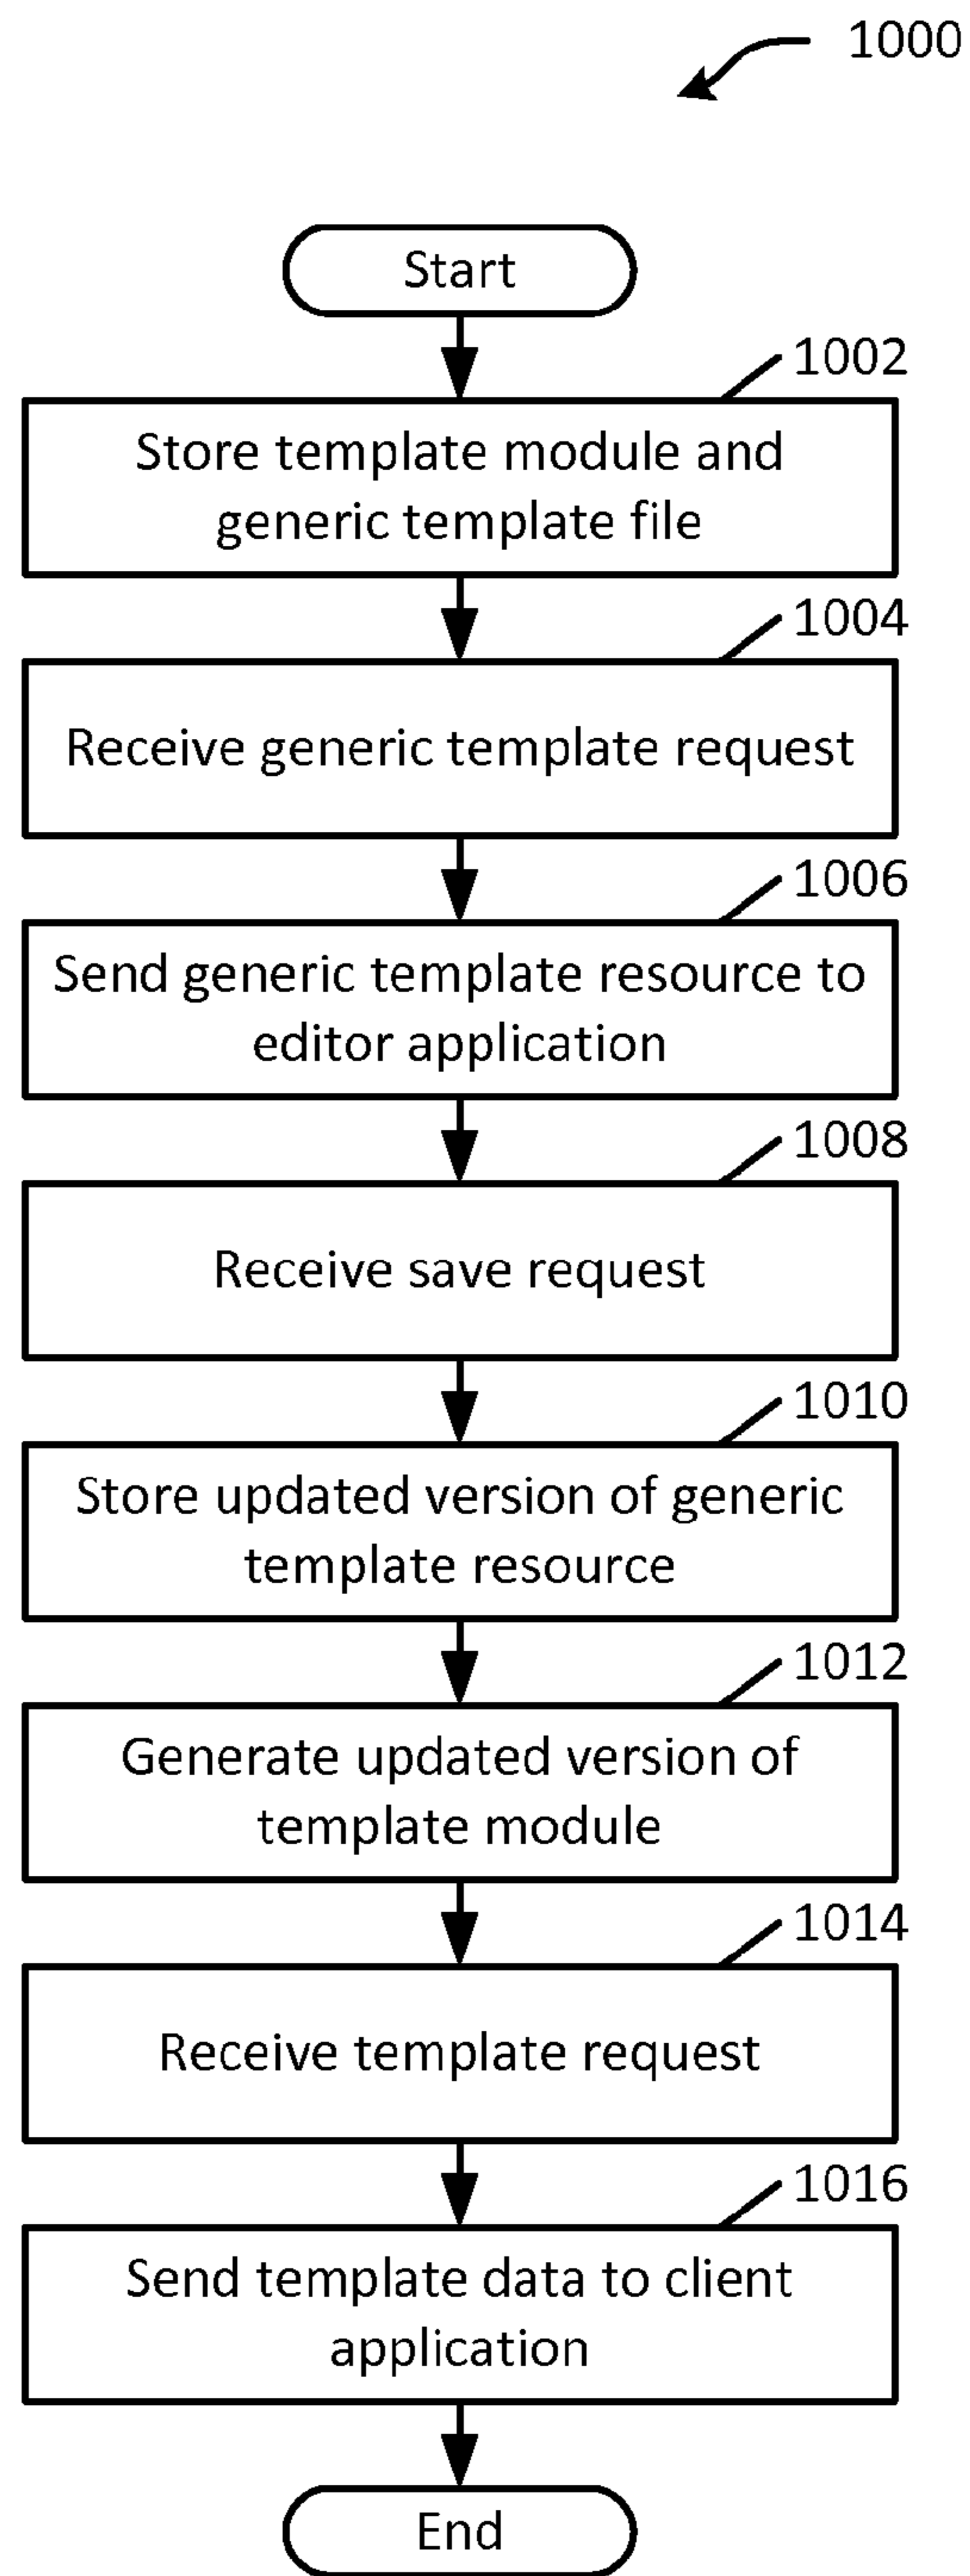 1000
Start
1002
Store template module and
generic template file
1004
Receive generic template request
1006
Send generic template resource to
editor application
1008
Receive save request
1010
Store updated version of generic
template resource
1012
Generate updated version of
template module
1014
Receive template request
1016
Send template data to client
application
End